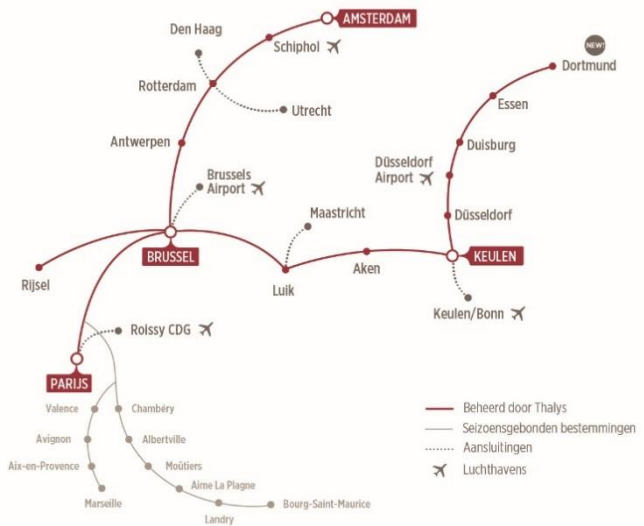 AMSTERDAM
Den Haag
Schiphol
NEW!
Dortmund
Rotterdam
Essen
Utrecht
Antwerpen
Duisburg
Brussels
Airport
Düsseldorf
Airport
Maastricht
Düsseldorf
BRUSSEL
KEULEN
Aken
Rijsel
Luik
Keulen/Bonn
Roissy CDG
PARIJS
Valence
Chambéry
Beheerd door Thalys
Seizoensgebonden bestemmingen
Avignon
Albertville
Aansluitingen
Aix-en-Provence
Moûtiers
Luchthavens
Aime La Plagne
Marseille
Bourg-Saint-Maurice
Landry